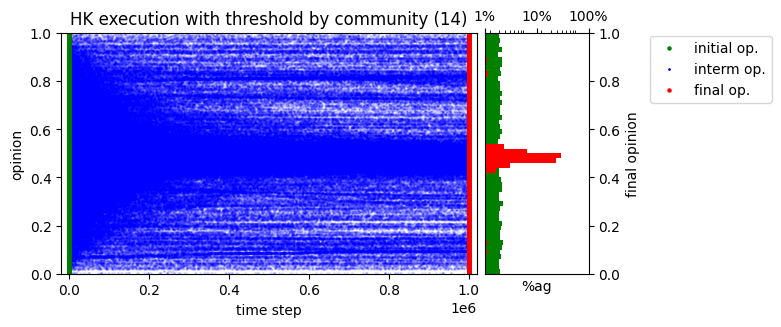 HK execution with threshold by community (14)
1% 10% 100%
initial op.
interm op.
final op.
1.0
0.8
0.6
0.4
0.2
0.0
opinion
0.0 0.2 0.4 0.6 0.8 1.0
1e6
time step
%ag
1.0
0.8
0.6
0.4
0.2
0.0
final opinion